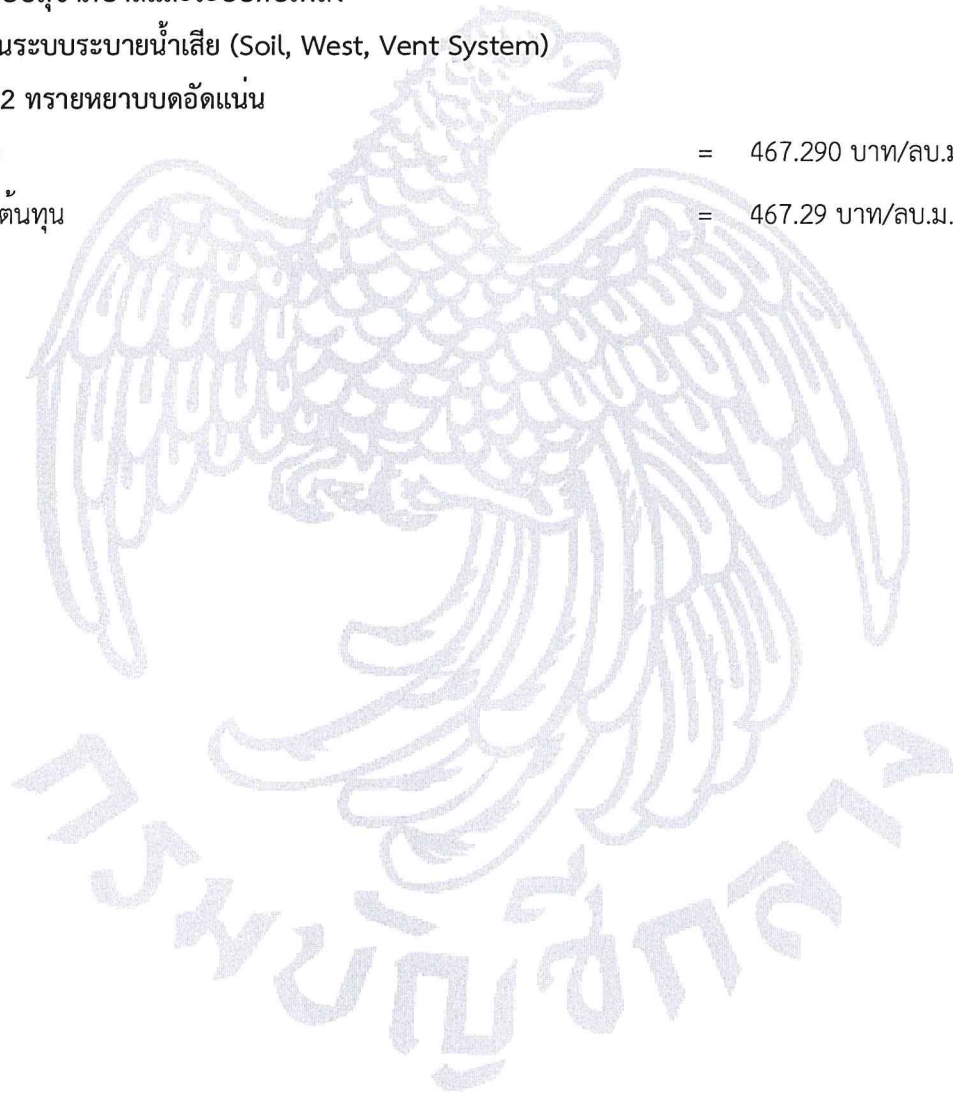 นระบบระบายน้ำเสีย (Soil, West, Vent System)
2 ทรายหยาบบดอัดแน่น
= 467.290 บาท/ลบ.ม
ต้นทุน = 467.29 บาท/ลบ.ม.
กรมบัญชีกลาง